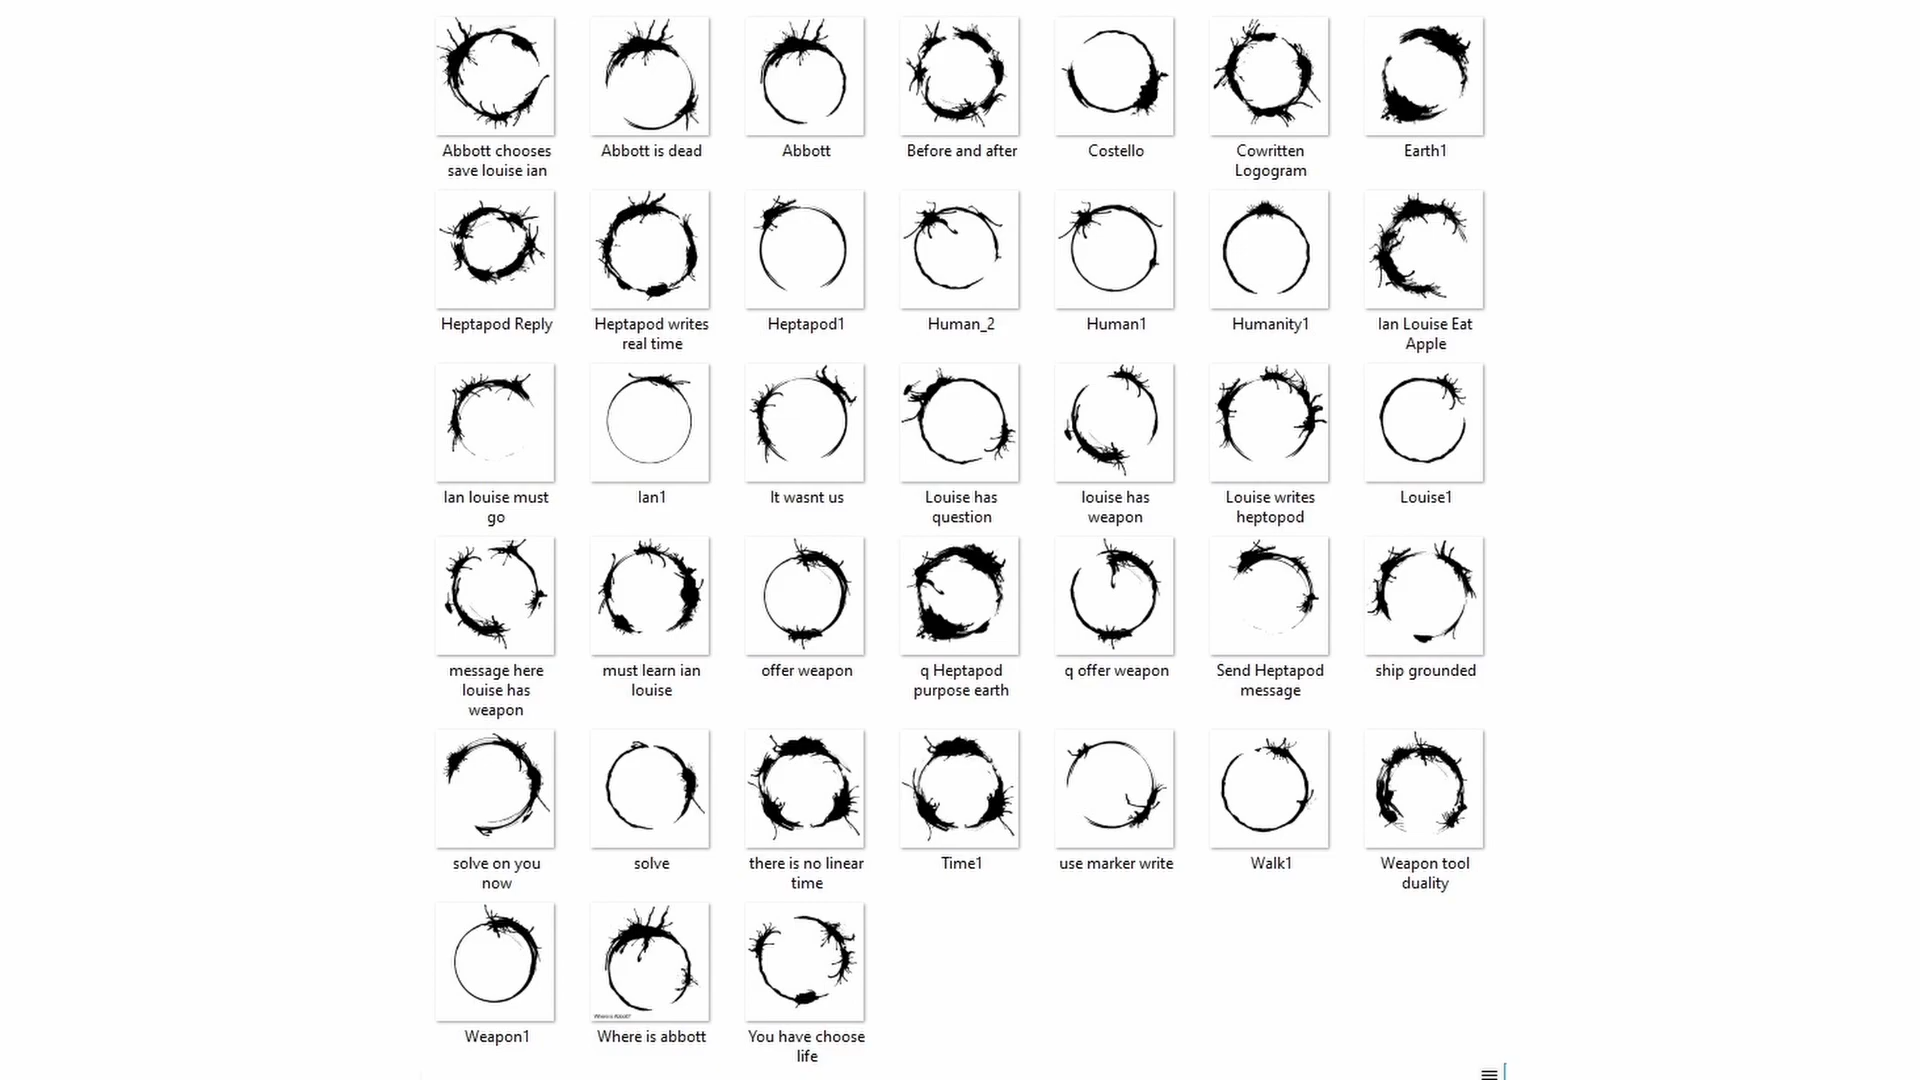 Abbott chooses
save louise ian
Abbott is dead
Abbott
Before and after
Costello
Cowritten
Logogram
Earth1
Heptapod Reply
Heptapod writes
real time
Heptapod1
Human_2
Human1
Humanity1
Ian Louise Eat
Apple
Ian louise must
go
Ian1
It wasnt us
Louise has
question
louise has
weapon
Louise writes
heptopod
Louise1
message here
louise has
weapon
must learn ian
louise
offer weapon
q Heptapod
purpose earth
q offer weapon
Send Heptapod
message
ship grounded
solve on you
now
solve
there is no linear
time
Time1
use marker write
Walk1
Weapon tool
duality
Weapon1
Where is Abbott?
Where is abbott
You have choose
life